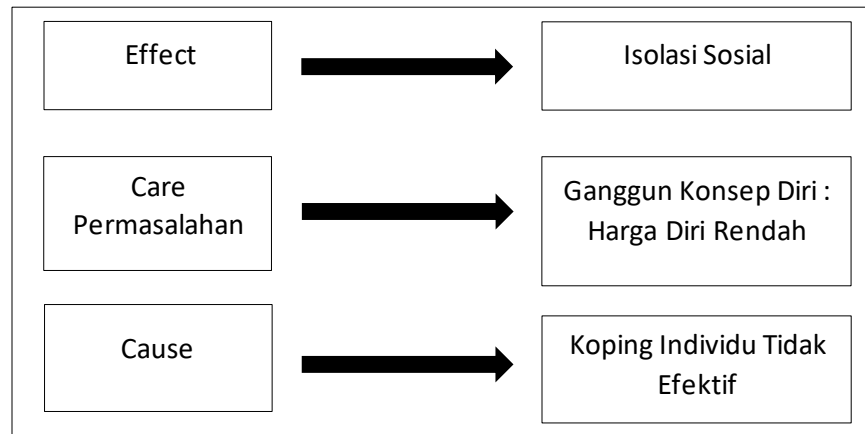 Effect
Isolasi Sosial
Care
Permasalahan
Ganggun Konsep Diri :
Harga Diri Rendah
Cause
Koping Individu Tidak
Efektif